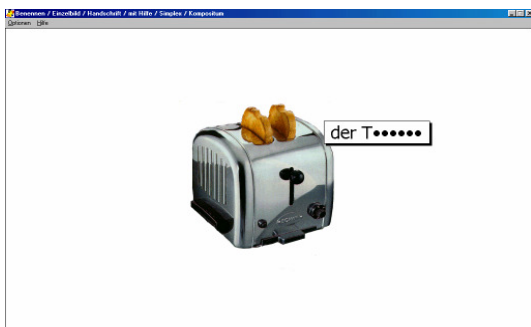 Benennen / Einzelbild / Handschrift / mit Hilfe / Simplex / Kompositum
Optionen Hilfe
der T••••••